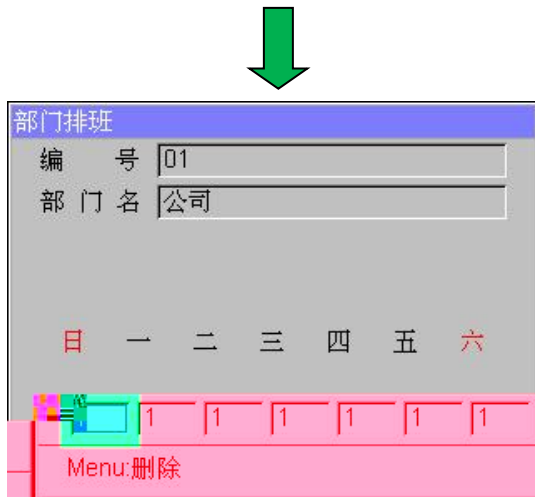 部门排班
编 号 01
部门名 公司
日 一 二 三 四 五 六
1 1 1 1 1 1
Menu:删除